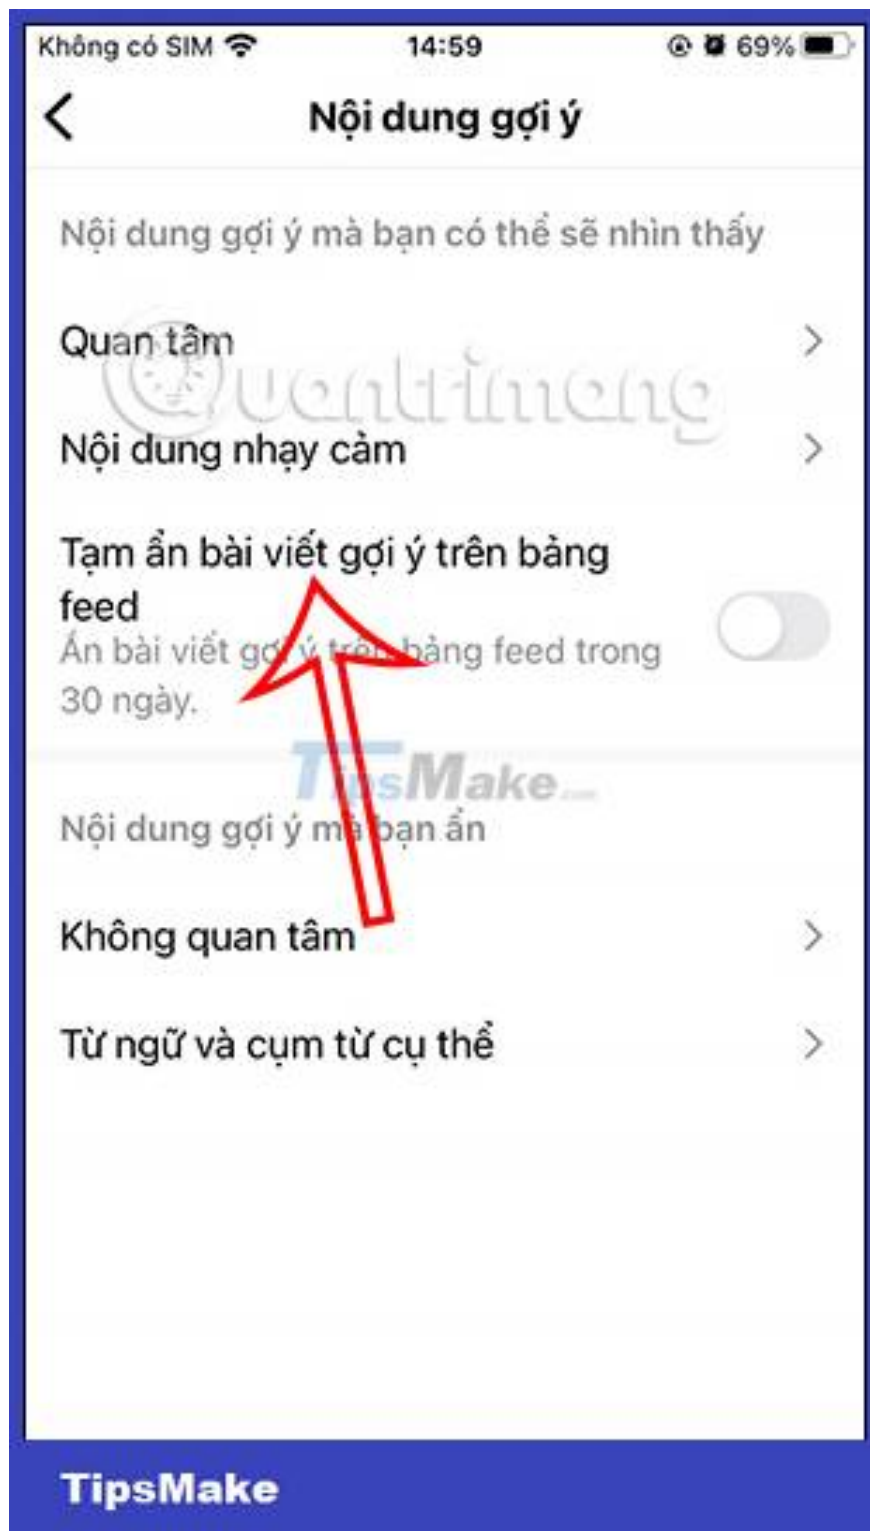 Không có SIM 14:59 69%
Nội dung gợi ý
Nội dung gợi ý mà bạn có thể sẽ nhìn thấy
Quan tâm
Quantrimang
Nội dung nhạy cảm
Tạm ẩn bài viết gợi ý trên bảng
feed
Ẩn bài viết gợi ý trên bảng feed trong
30 ngày.
TipsMake
Nội dung gợi ý mà bạn ẩn
Không quan tâm
Từ ngữ và cụm từ cụ thể
TipsMake